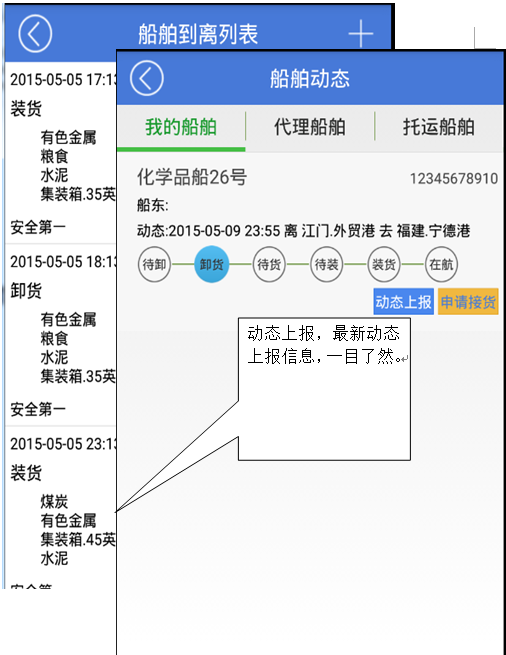 船舶到离列表
2015-05-05 17:13
装货
有色金属
粮食
水泥
集装箱.35英
安全第一
2015-05-05 18:13
卸货
有色金属
粮食
水泥
集装箱.35英
安全第一
2015-05-05 23:13
装货
煤炭
有色金属
集装箱.45英
水泥
船舶动态
我的船舶 代理船舶 托运船舶
化学品船26号 12345678910
船东:
动态:2015-05-09 23:55 离 江门.外贸港 去 福建.宁德港
待卸 卸货 待货 待装 装货 在航
动态上报 申请接货
动态上报，最新动态
上报信息，一目了然。